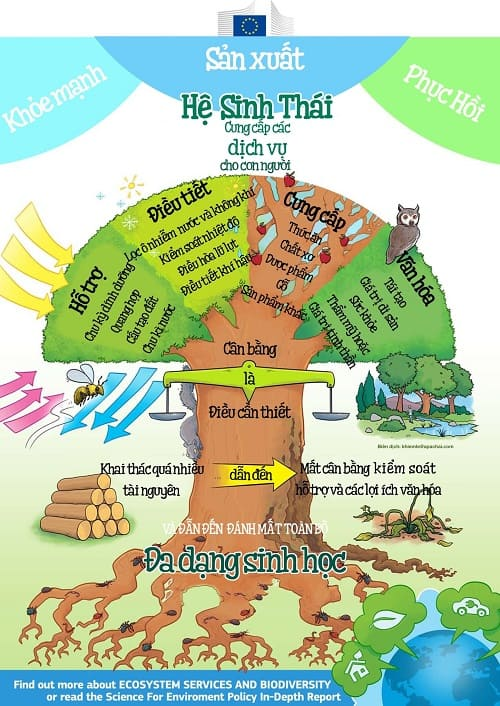 Khỏe mạnh
Sản xuất
Phục Hồi
Hệ Sinh Thái
Cung cấp các
dịch vụ
cho con người
Hỗ trợ
Chu kỳ dinh dưỡng
Quang hợp
Cấu tạo đất
Chu kì nước
Điều tiết
Lọc ô nhiễm nước và không khí
Kiểm soát nhiệt độ
Điều hòa lũ lụt
Điều tiết khí hậu
Cung cấp
Thức ăn
Chất xơ
Dược phẩm
Gỗ
Sản phẩm khác
Văn hóa
Tái tạo
Giá trị di sản
Sức khỏe
Thẩm mỹ hoặc
Giá trị tinh thần
Cân bằng
là
Điều cần thiết
Biên dịch: khiennteihapachai.com
Khai thác quá nhiều
tài nguyên
dẫn đến
Mất cân bằng kiểm soát
hỗ trợ và các lợi ích văn hóa
VÀ DẪN ĐẾN ĐÁNH MẤT TOÀN BỘ
Đa dạng sinh học
Find out more about ECOSYSTEM SERVICES AND BIODIVERSITY
or read the Science For Enviroment Policy In-Depth Report